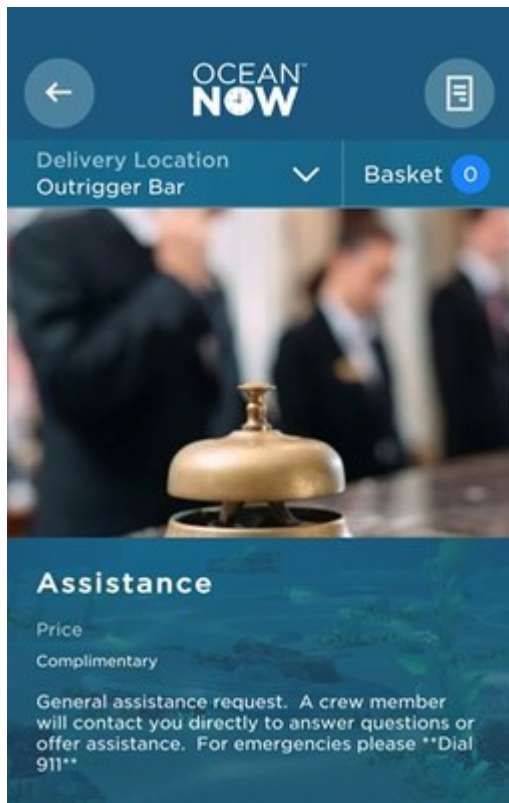 OCEAN™
NOW
Delivery Location
Outrigger Bar
Basket 0
Assistance
Price
Complimentary
General assistance request.  A crew member
will contact you directly to answer questions or
offer assistance.  For emergencies please **Dial
911**